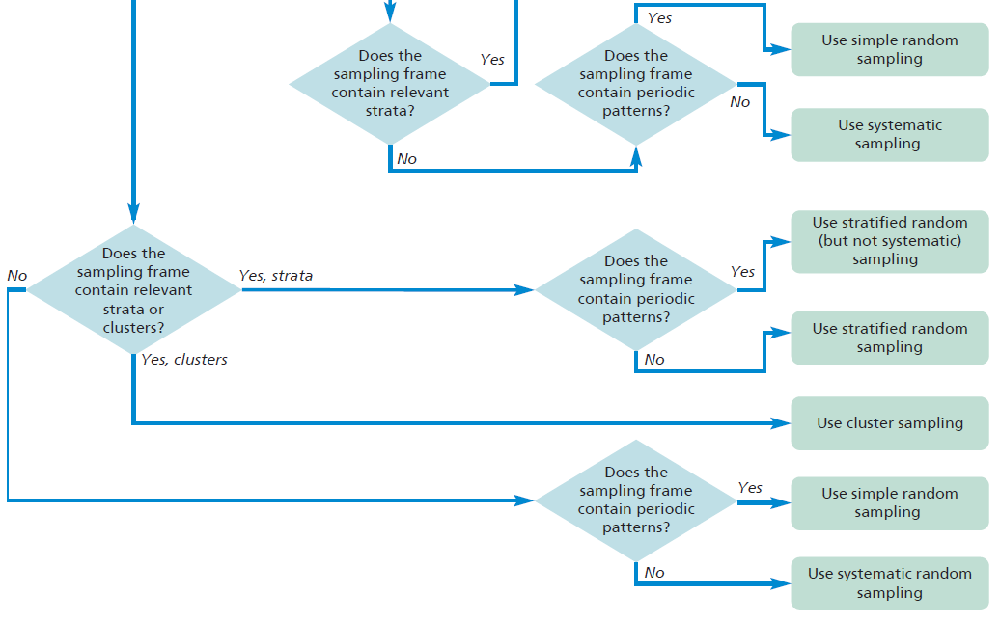 Yes
Does the
sampling frame
contain relevant
strata?
Yes
Does the
sampling frame
contain periodic
patterns?
No
Use simple random
sampling
Use systematic
sampling
No
Does the
sampling frame
contain relevant
strata or
clusters?
No
Yes, strata
Does the
sampling frame
contain periodic
patterns?
Yes
Use stratified random
(but not systematic)
sampling
No
Use stratified random
sampling
Yes, clusters
Use cluster sampling
Does the
sampling frame
contain periodic
patterns?
Yes
Use simple random
sampling
No
Use systematic random
sampling